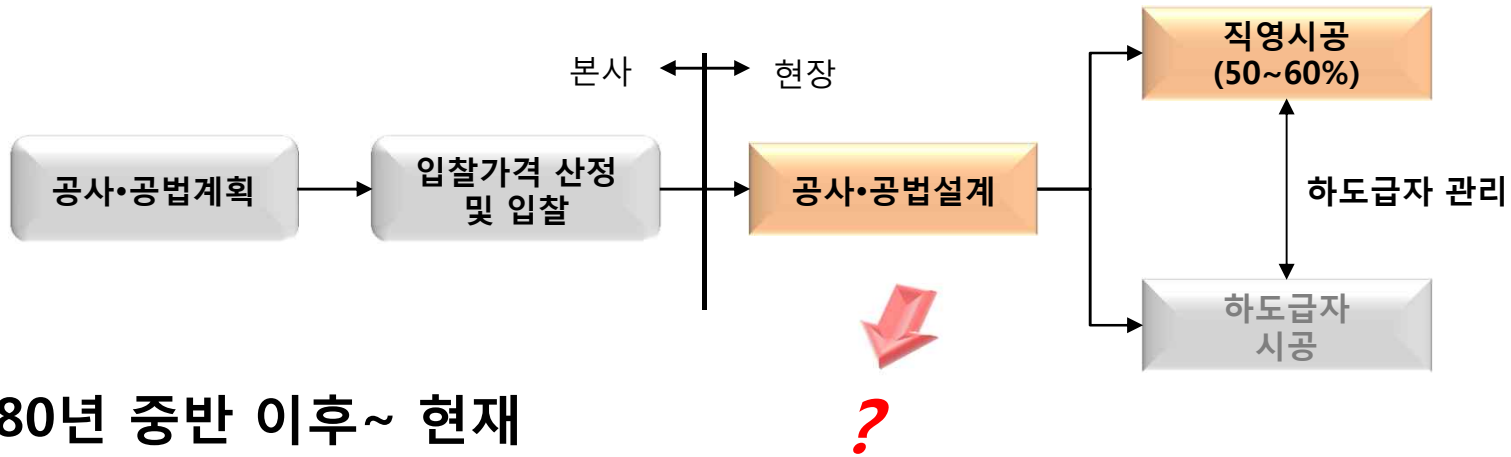 본사
현장
공사•공법계획
입찰가격 산정
및 입찰
공사•공법설계
직영시공
(50~60%)
하도급자 관리
하도급자
시공
?
80년 중반 이후~ 현재